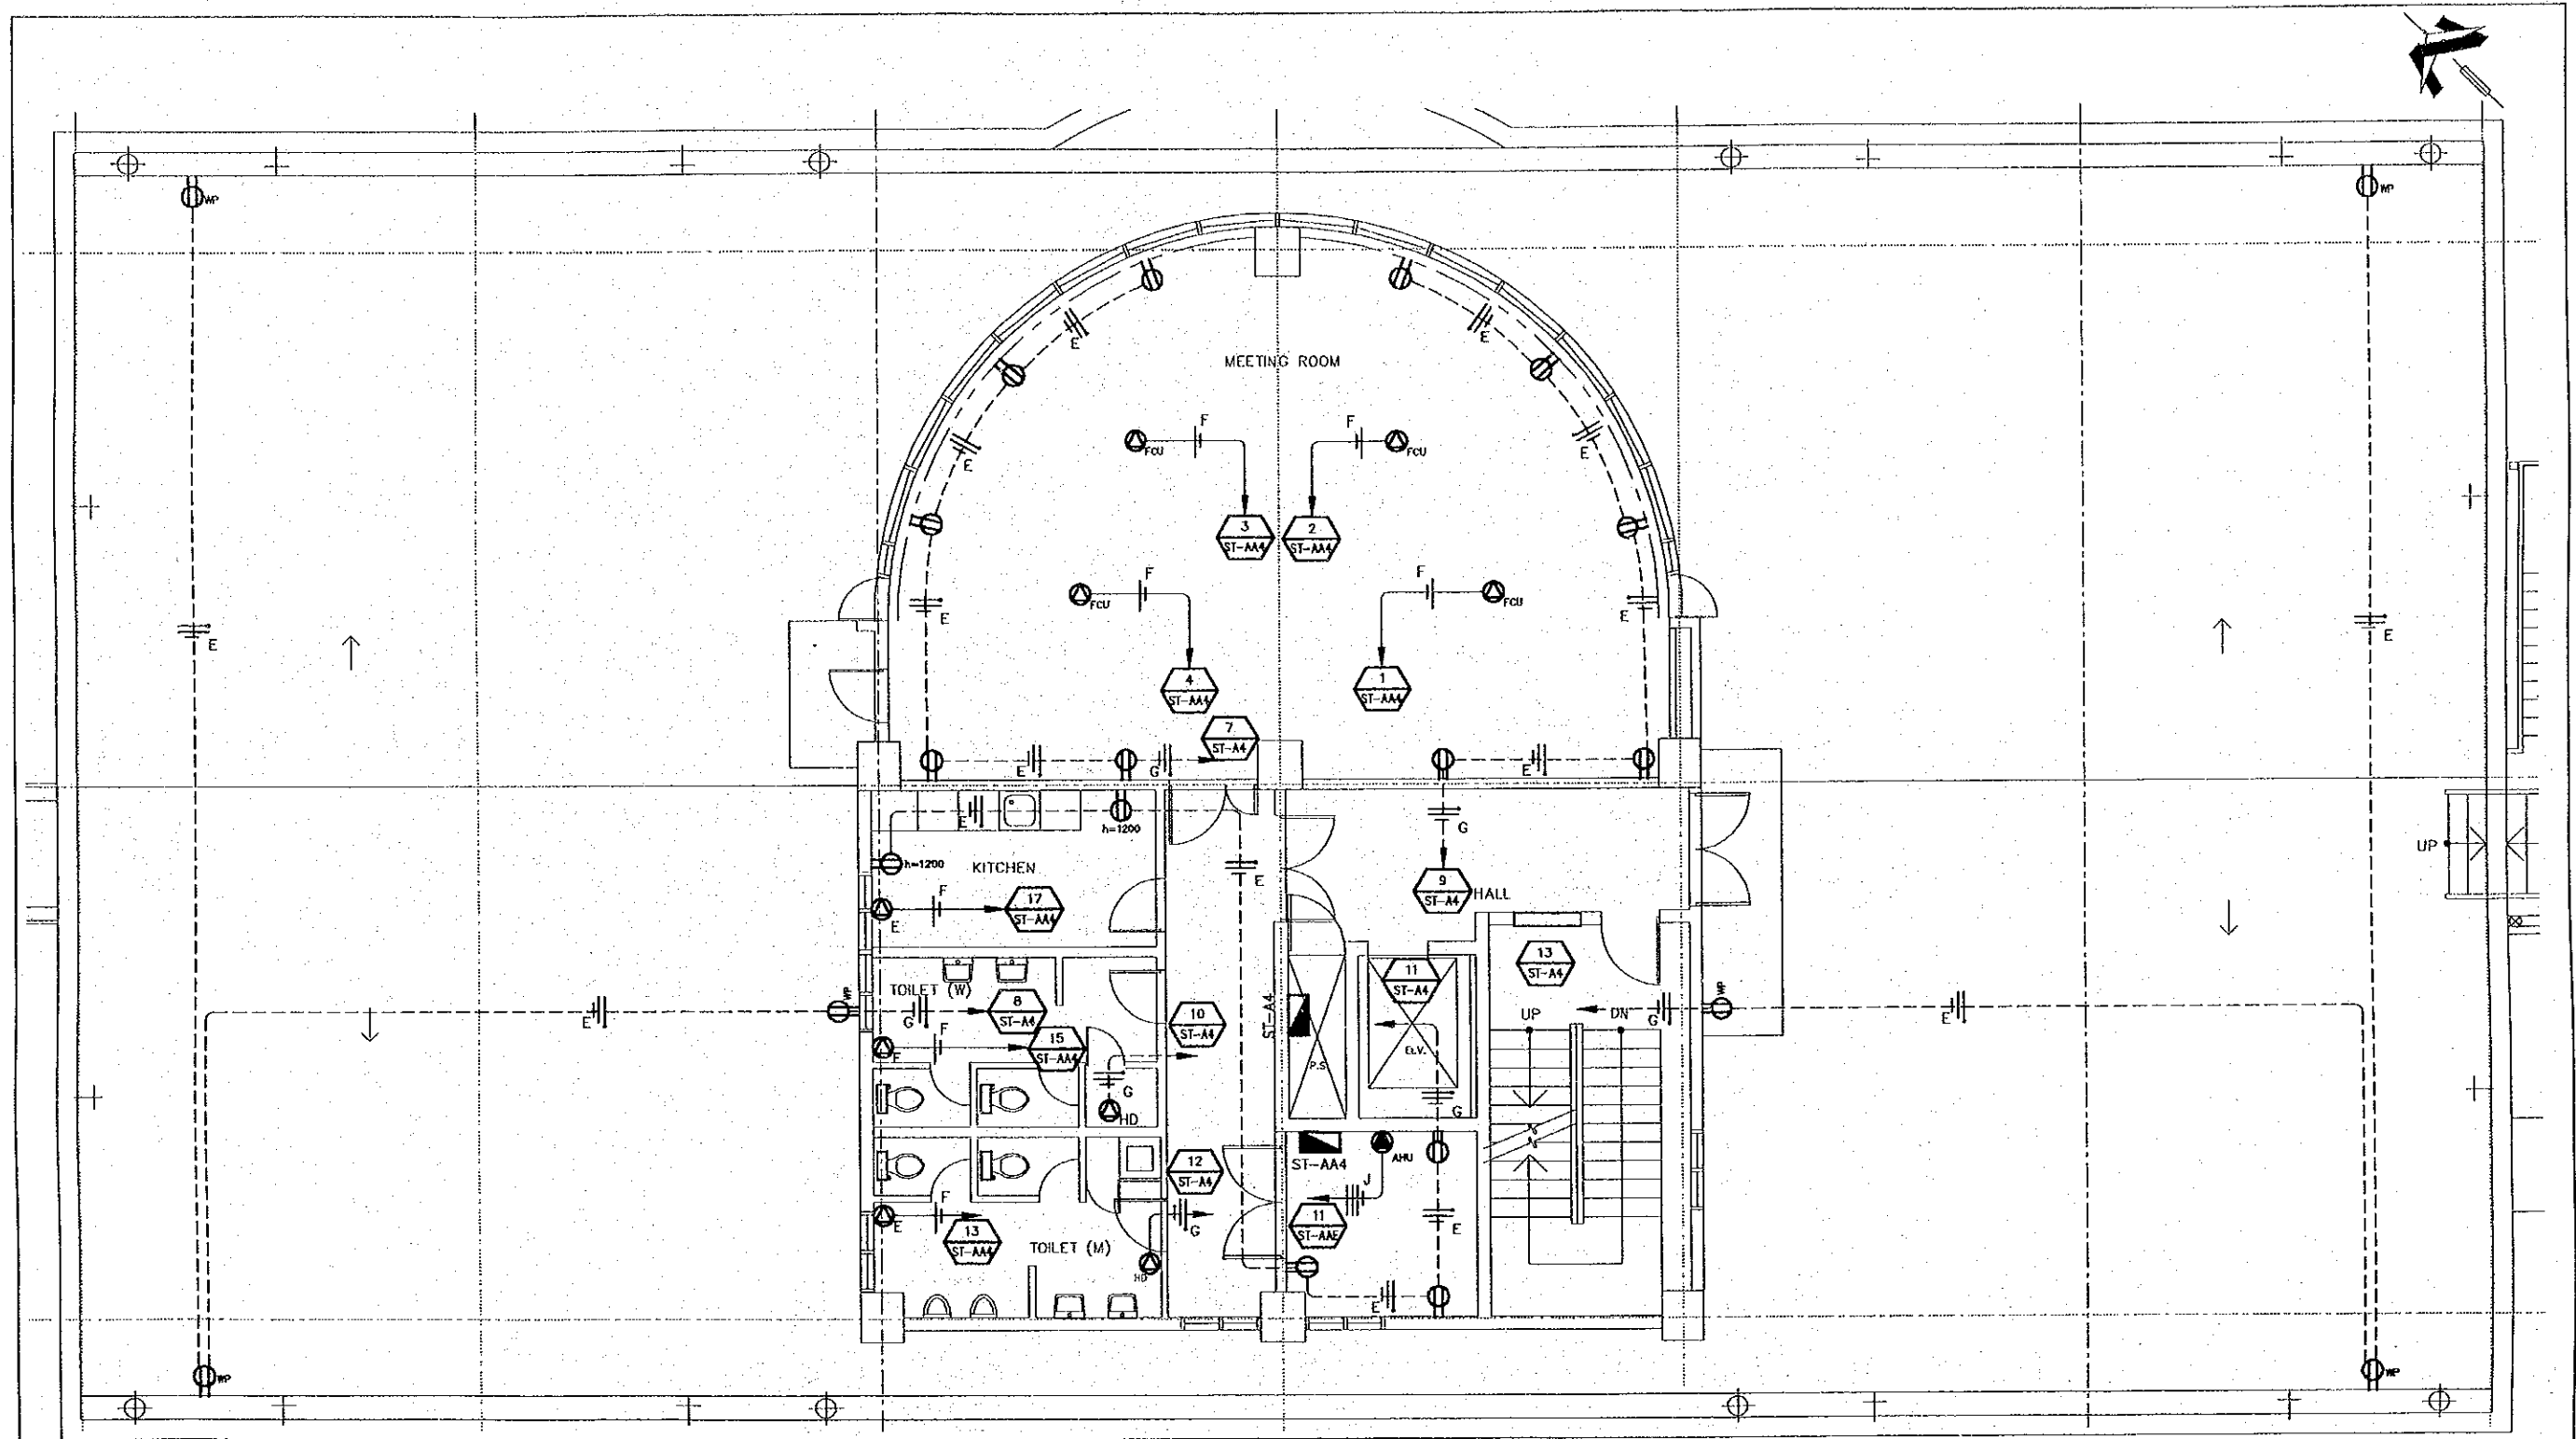 WP
WP
E
E
MEETING ROOM
F
F
FCU
FCU
E
E
3
ST-AA4
2
ST-AA4
F
F
FCU
FCU
E
E
E
E
4
ST-AA4
1
ST-AA4
7
ST-A4
E
G
E
E
h=1200
G
UP
h=1200
KITCHEN
E
9
ST-A4
HALL
F
17
ST-AA4
E
13
ST-A4
11
ST-A4
TOILET (W)
WP
WP
8
ST-A4
10
ST-A4
ST-A4
UP
DN
G
E
G
E
F
15
ST-AA4
E
ELV.
P.S
G
HD
G
12
ST-A4
ST-AA4
AHU
J
F
E
G
11
ST-AAE
E
13
ST-AA4
TOILET (M)
HD
E
WP
WP